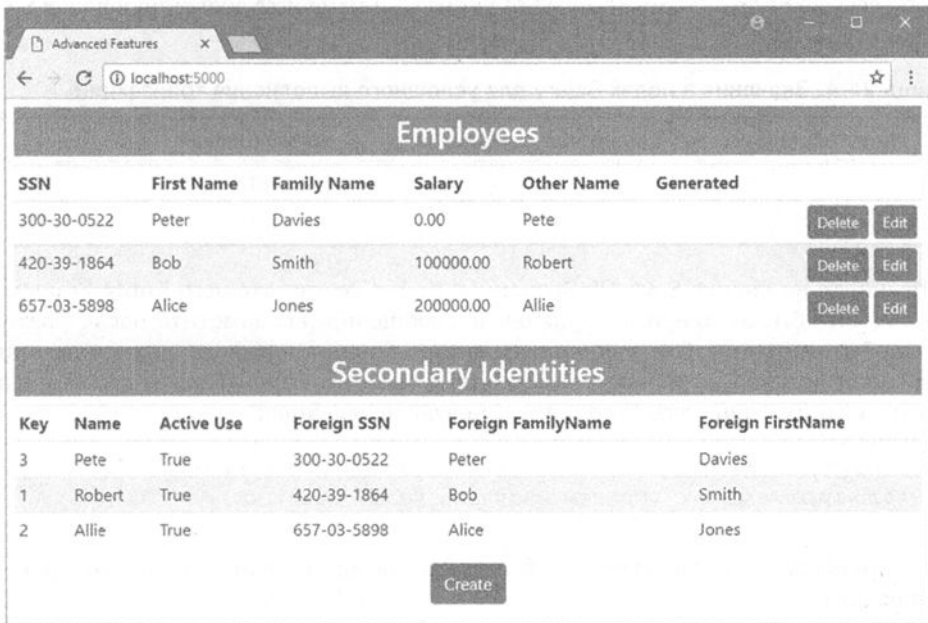 Advanced Features
localhost:5000
Employees
SSN First Name Family Name Salary Other Name Generated
300-30-0522 Peter Davies 0.00 Pete Delete Edit
420-39-1864 Bob Smith 100000.00 Robert Delete Edit
657-03-5898 Alice Jones 200000.00 Allie Delete Edit
Secondary Identities
Key Name Active Use Foreign SSN Foreign FamilyName Foreign FirstName
3 Pete True 300-30-0522 Peter Davies
1 Robert True 420-39-1864 Bob Smith
2 Allie True 657-03-5898 Alice Jones
Create